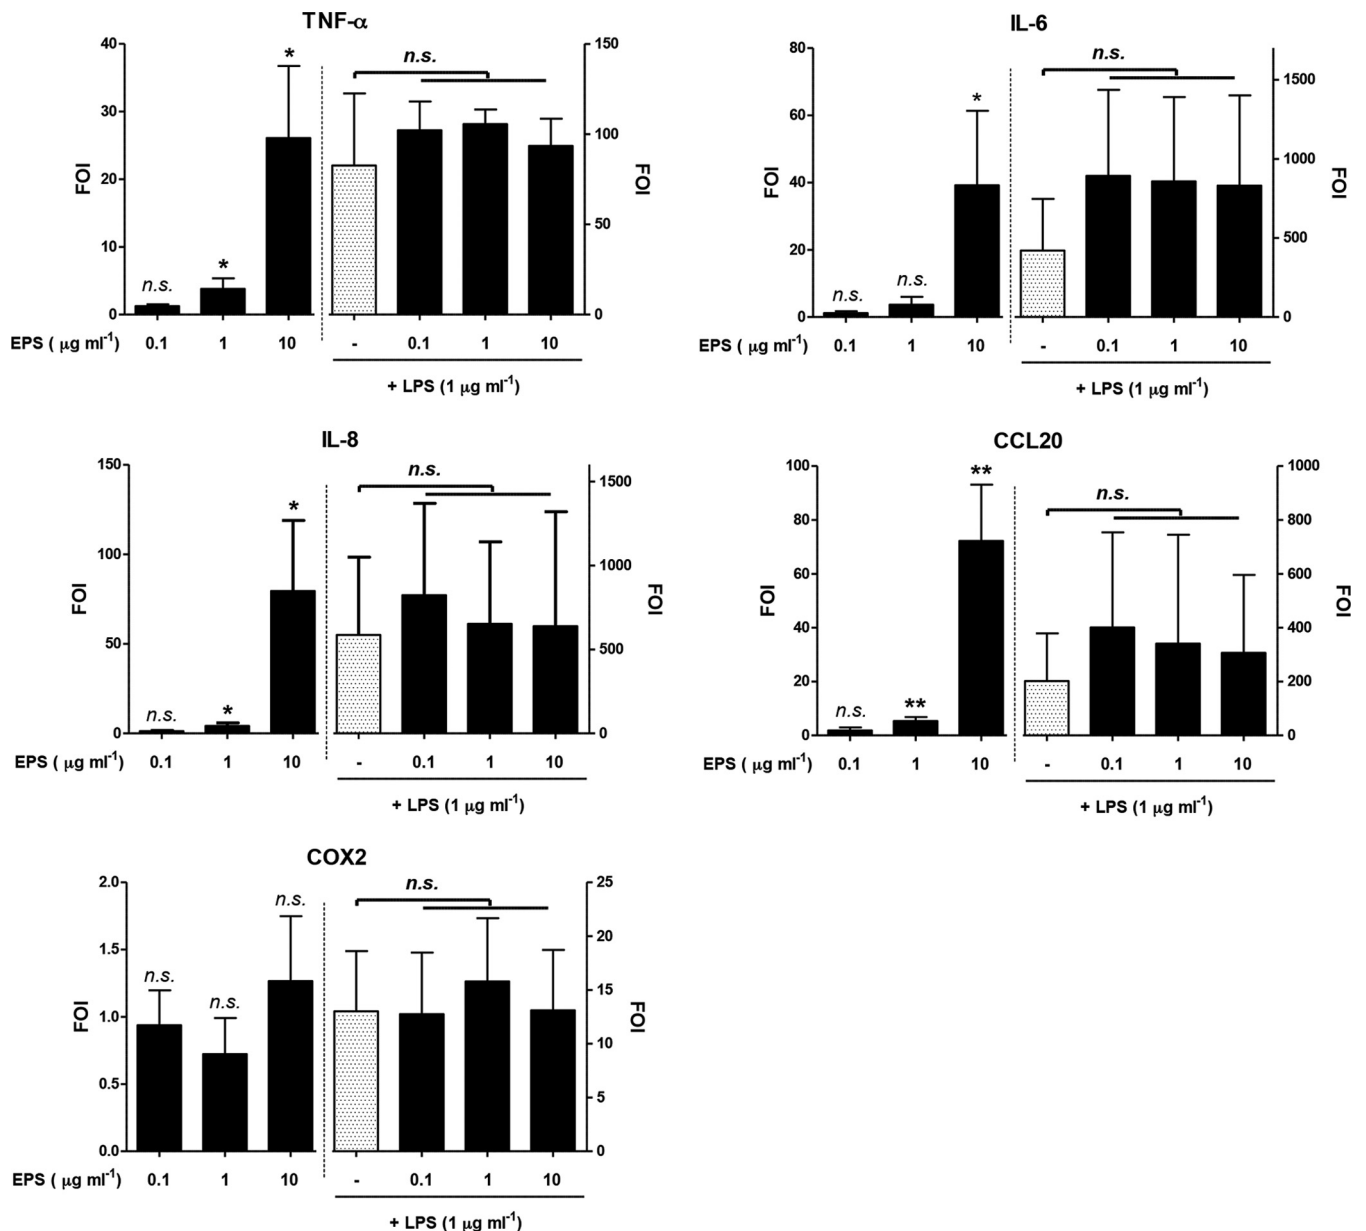 TNF-α
40
30
20
10
0
FOI
n.s.
*
*
n.s.
150
100
50
0
FOI
EPS ( μg ml⁻¹) 0.1 1 10 - 0.1 1 10
+ LPS (1 μg ml⁻¹)
IL-6
80
60
40
20
0
FOI
n.s.
n.s.
*
n.s.
1500
1000
500
0
FOI
EPS ( μg ml⁻¹) 0.1 1 10 - 0.1 1 10
+ LPS (1 μg ml⁻¹)
IL-8
150
100
50
0
FOI
n.s.
*
*
n.s.
1500
1000
500
0
FOI
EPS ( μg ml⁻¹) 0.1 1 10 - 0.1 1 10
+ LPS (1 μg ml⁻¹)
CCL20
100
80
60
40
20
0
FOI
n.s.
**
**
n.s.
1000
800
600
400
200
0
FOI
EPS ( μg ml⁻¹) 0.1 1 10 - 0.1 1 10
+ LPS (1 μg ml⁻¹)
COX2
2.0
1.5
1.0
0.5
0.0
FOI
n.s.
n.s.
n.s.
n.s.
25
20
15
10
5
0
FOI
EPS ( μg ml⁻¹) 0.1 1 10 - 0.1 1 10
+ LPS (1 μg ml⁻¹)